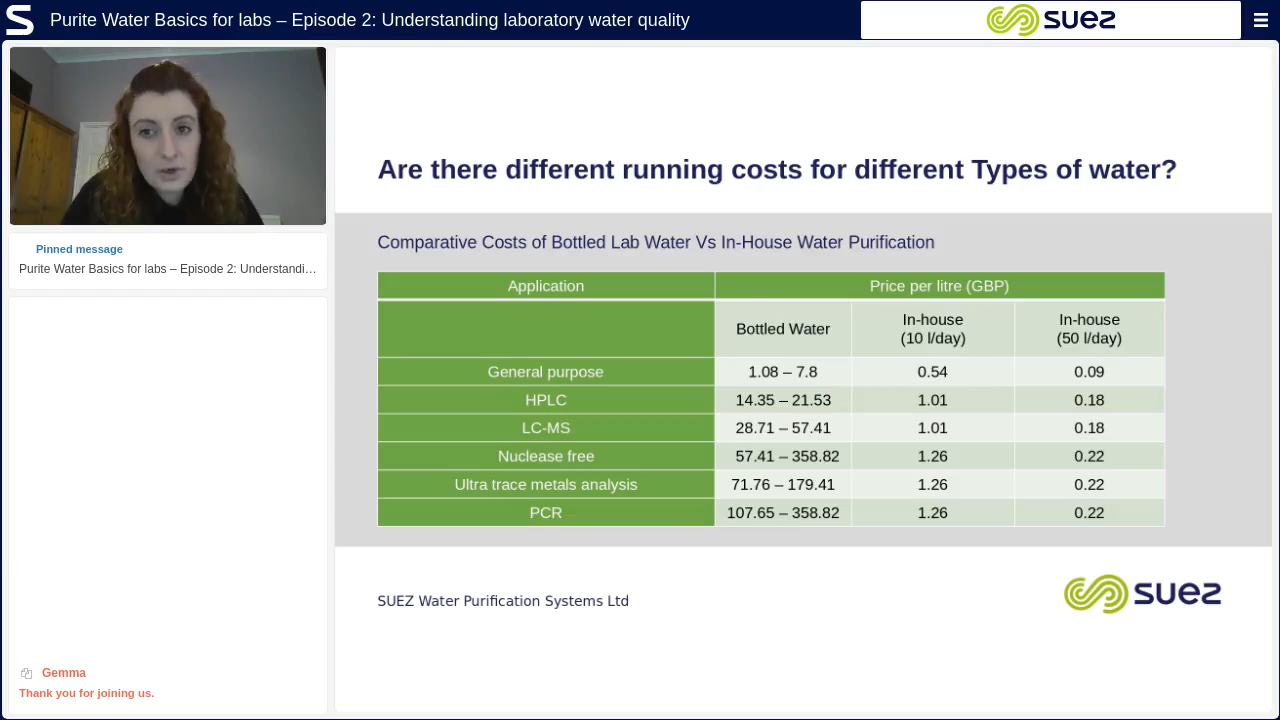 Purite Water Basics for labs – Episode 2: Understanding laboratory water quality
suez
Pinned message
Purite Water Basics for labs – Episode 2: Understandi…
Gemma
Thank you for joining us.
Are there different running costs for different Types of water?
Comparative Costs of Bottled Lab Water Vs In-House Water Purification
Application Price per litre (GBP)
Bottled Water In-house (10 l/day) In-house (50 l/day)
General purpose 1.08 – 7.8 0.54 0.09
HPLC 14.35 – 21.53 1.01 0.18
LC-MS 28.71 – 57.41 1.01 0.18
Nuclease free 57.41 – 358.82 1.26 0.22
Ultra trace metals analysis 71.76 – 179.41 1.26 0.22
PCR 107.65 – 358.82 1.26 0.22
SUEZ Water Purification Systems Ltd
suez